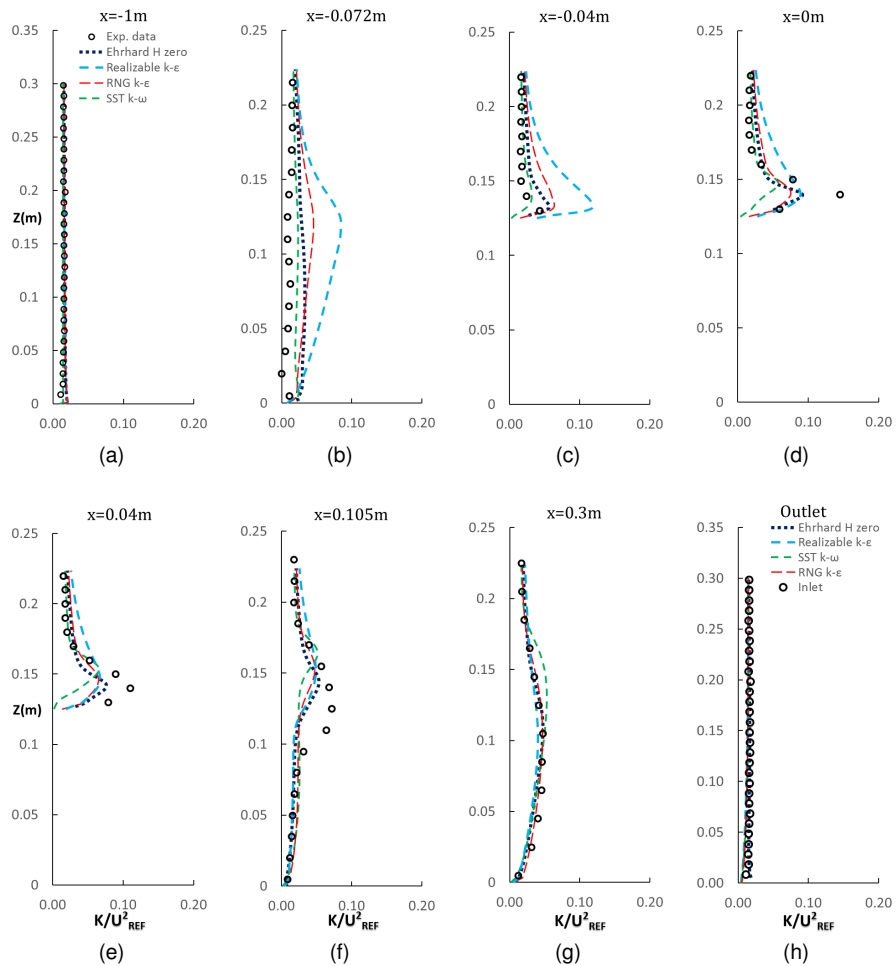 x=-1m
Exp. data
Ehrhard H zero
Realizable k-ε
RNG k-ε
SST k-ω
0.35
0.3
0.25
0.2
Z(m)
0.15
0.1
0.05
0
0.00 0.10 0.20
(a)
x=-0.072m
0.25
0.2
0.15
0.1
0.05
0
0.00 0.10 0.20
(b)
x=-0.04m
0.25
0.2
0.15
0.1
0.05
0
0.00 0.10 0.20
(c)
x=0m
0.25
0.2
0.15
0.1
0.05
0
0.00 0.10 0.20
(d)
x=0.04m
0.25
0.2
0.15
Z(m)
0.1
0.05
0
0.00 0.10 0.20
K/U²REF
(e)
x=0.105m
0.25
0.2
0.15
0.1
0.05
0
0.00 0.10 0.20
K/U²REF
(f)
x=0.3m
0.25
0.2
0.15
0.1
0.05
0
0.00 0.10 0.20
K/U²REF
(g)
Outlet
Ehrhard H zero
Realizable k-ε
SST k-ω
RNG k-ε
Inlet
0.35
0.30
0.25
0.20
0.15
0.10
0.05
0.00
0.00 0.10 0.20
K/U²REF
(h)